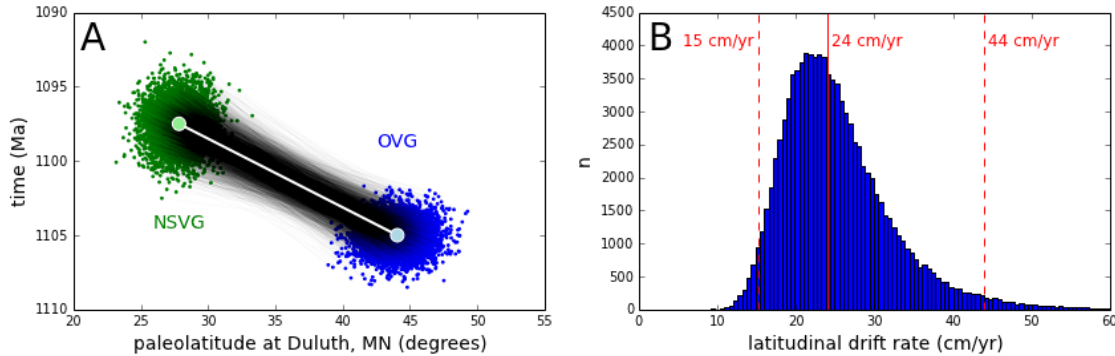 A
1090
1095
1100
1105
1110
time (Ma)
OVG
NSVG
20 25 30 35 40 45 50 55
paleolatitude at Duluth, MN (degrees)
B
4500
4000
3500
3000
2500
2000
1500
1000
500
0
n
15 cm/yr 24 cm/yr 44 cm/yr
0 10 20 30 40 50 60
latitudinal drift rate (cm/yr)